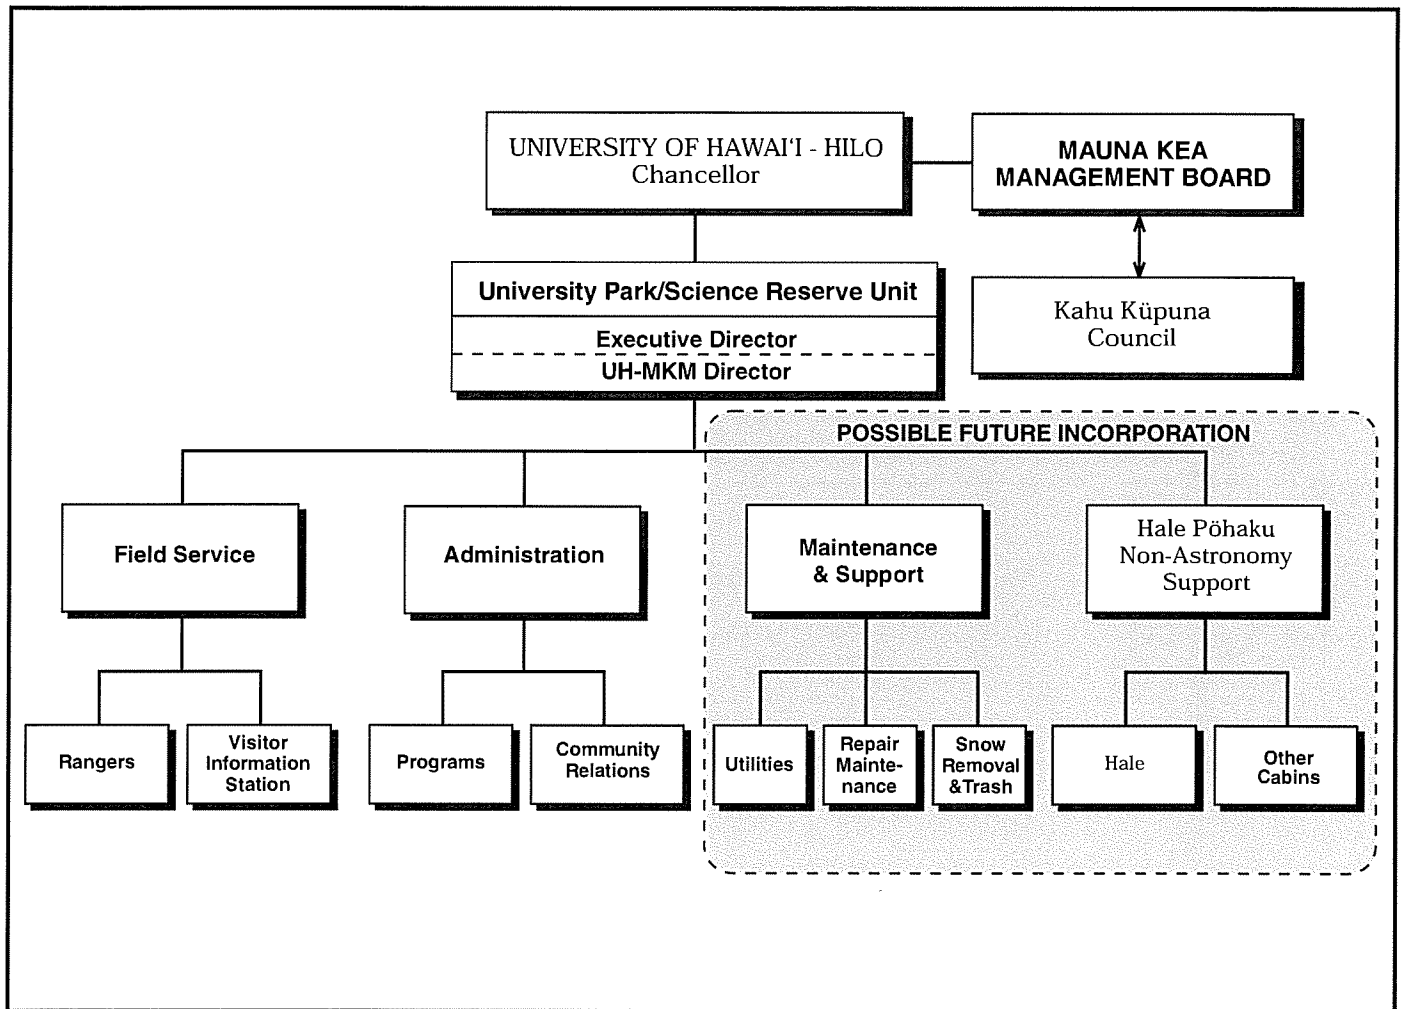 UNIVERSITY OF HAWAI‘I - HILO
Chancellor
MAUNA KEA
MANAGEMENT BOARD
University Park/Science Reserve Unit
Executive Director
UH-MKM Director
Kahu Küpuna
Council
POSSIBLE FUTURE INCORPORATION
Field Service
Administration
Maintenance
& Support
Hale Pöhaku
Non-Astronomy
Support
Rangers
Visitor
Information
Station
Programs
Community
Relations
Utilities
Repair
Mainte-
nance
Snow
Removal
&Trash
Hale
Other
Cabins